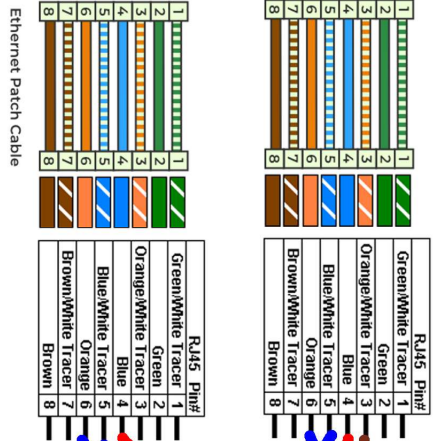 Ethernet Patch Cable
8 7 6 5 4 3 2 1
8 7 6 5 4 3 2 1
RJ45 Pin#
Green/White Tracer 1
Green 2
Orange/White Tracer 3
Blue 4
Blue/White Tracer 5
Orange 6
Brown/White Tracer 7
Brown 8
8 7 6 5 4 3 2 1
8 7 6 5 4 3 2 1
RJ45 Pin#
Green/White Tracer 1
Green 2
Orange/White Tracer 3
Blue 4
Blue/White Tracer 5
Orange 6
Brown/White Tracer 7
Brown 8